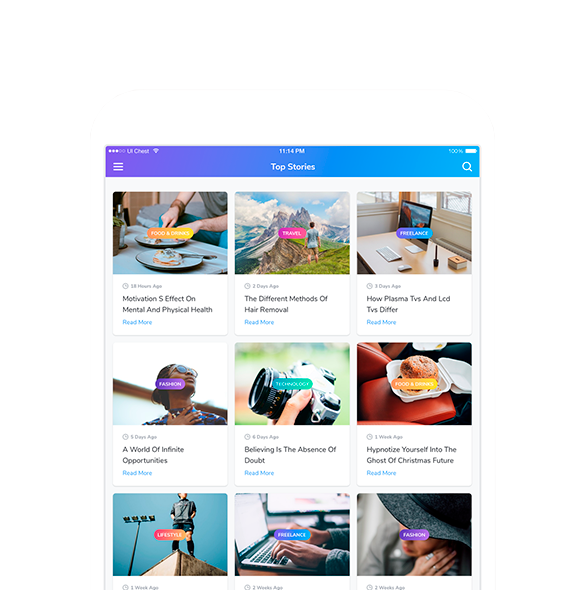 UI Chest
11:14 PM
100%
Top Stories
FOOD & DRINKS
TRAVEL
FREELANCE
18 Hours Ago
2 Days Ago
3 Days Ago
Motivation S Effect On
Mental And Physical Health
Read More
The Different Methods Of
Hair Removal
Read More
How Plasma Tvs And Lcd
Tvs Differ
Read More
FASHION
TECHNOLOGY
FOOD & DRINKS
5 Days Ago
6 Days Ago
1 Week Ago
A World Of Infinite
Opportunities
Read More
Believing Is The Absence Of
Doubt
Read More
Hypnotize Yourself Into The
Ghost Of Christmas Future
Read More
LIFESTYLE
FREELANCE
FASHION
1 Week Ago
2 Weeks Ago
2 Weeks Ago